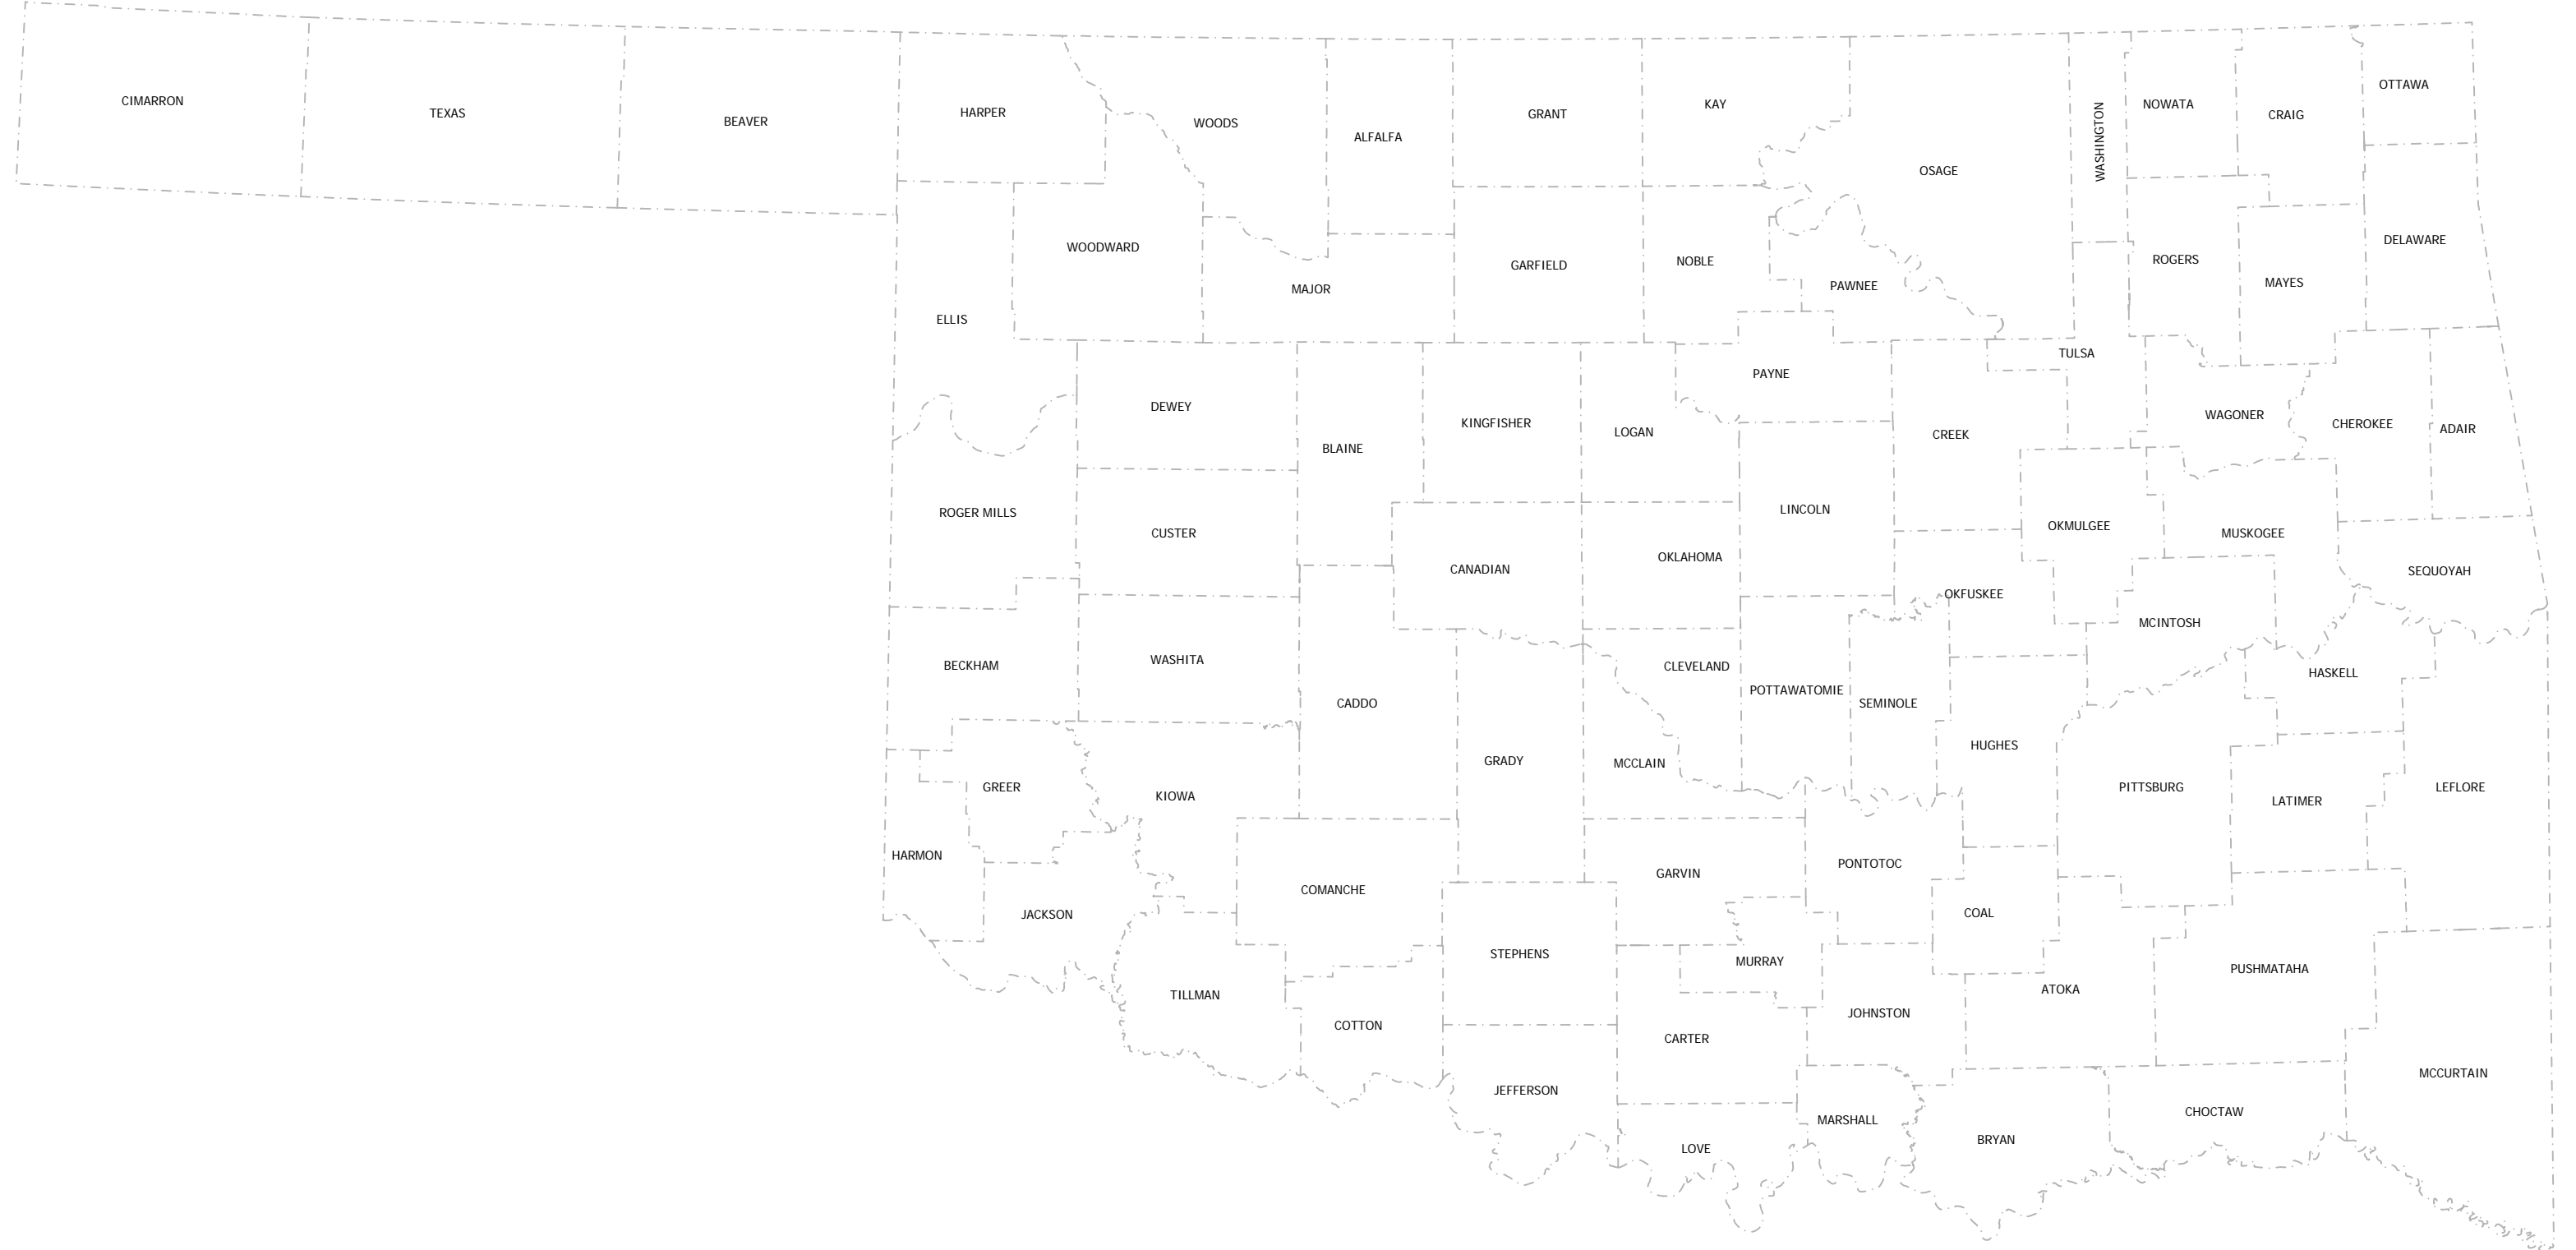 CIMARRON
TEXAS
BEAVER
HARPER
WOODS
ALFALFA
GRANT
KAY
OSAGE
WASHINGTON
NOWATA
CRAIG
OTTAWA
WOODWARD
ELLIS
MAJOR
GARFIELD
NOBLE
PAWNEE
ROGERS
MAYES
DELAWARE
TULSA
DEWEY
BLAINE
KINGFISHER
LOGAN
PAYNE
CREEK
WAGONER
CHEROKEE
ADAIR
ROGER MILLS
CUSTER
CANADIAN
OKLAHOMA
LINCOLN
OKMULGEE
MUSKOGEE
SEQUOYAH
OKFUSKEE
MCINTOSH
BECKHAM
WASHITA
CADDO
GRADY
CLEVELAND
POTTAWATOMIE
SEMINOLE
HUGHES
HASKELL
MCCLAIN
GREER
KIOWA
PITTSBURG
LATIMER
LEFLORE
HARMON
JACKSON
COMANCHE
GARVIN
PONTOTOC
COAL
STEPHENS
MURRAY
PUSHMATAHA
TILLMAN
COTTON
CARTER
JOHNSTON
ATOKA
JEFFERSON
MCCURTAIN
LOVE
MARSHALL
BRYAN
CHOCTAW